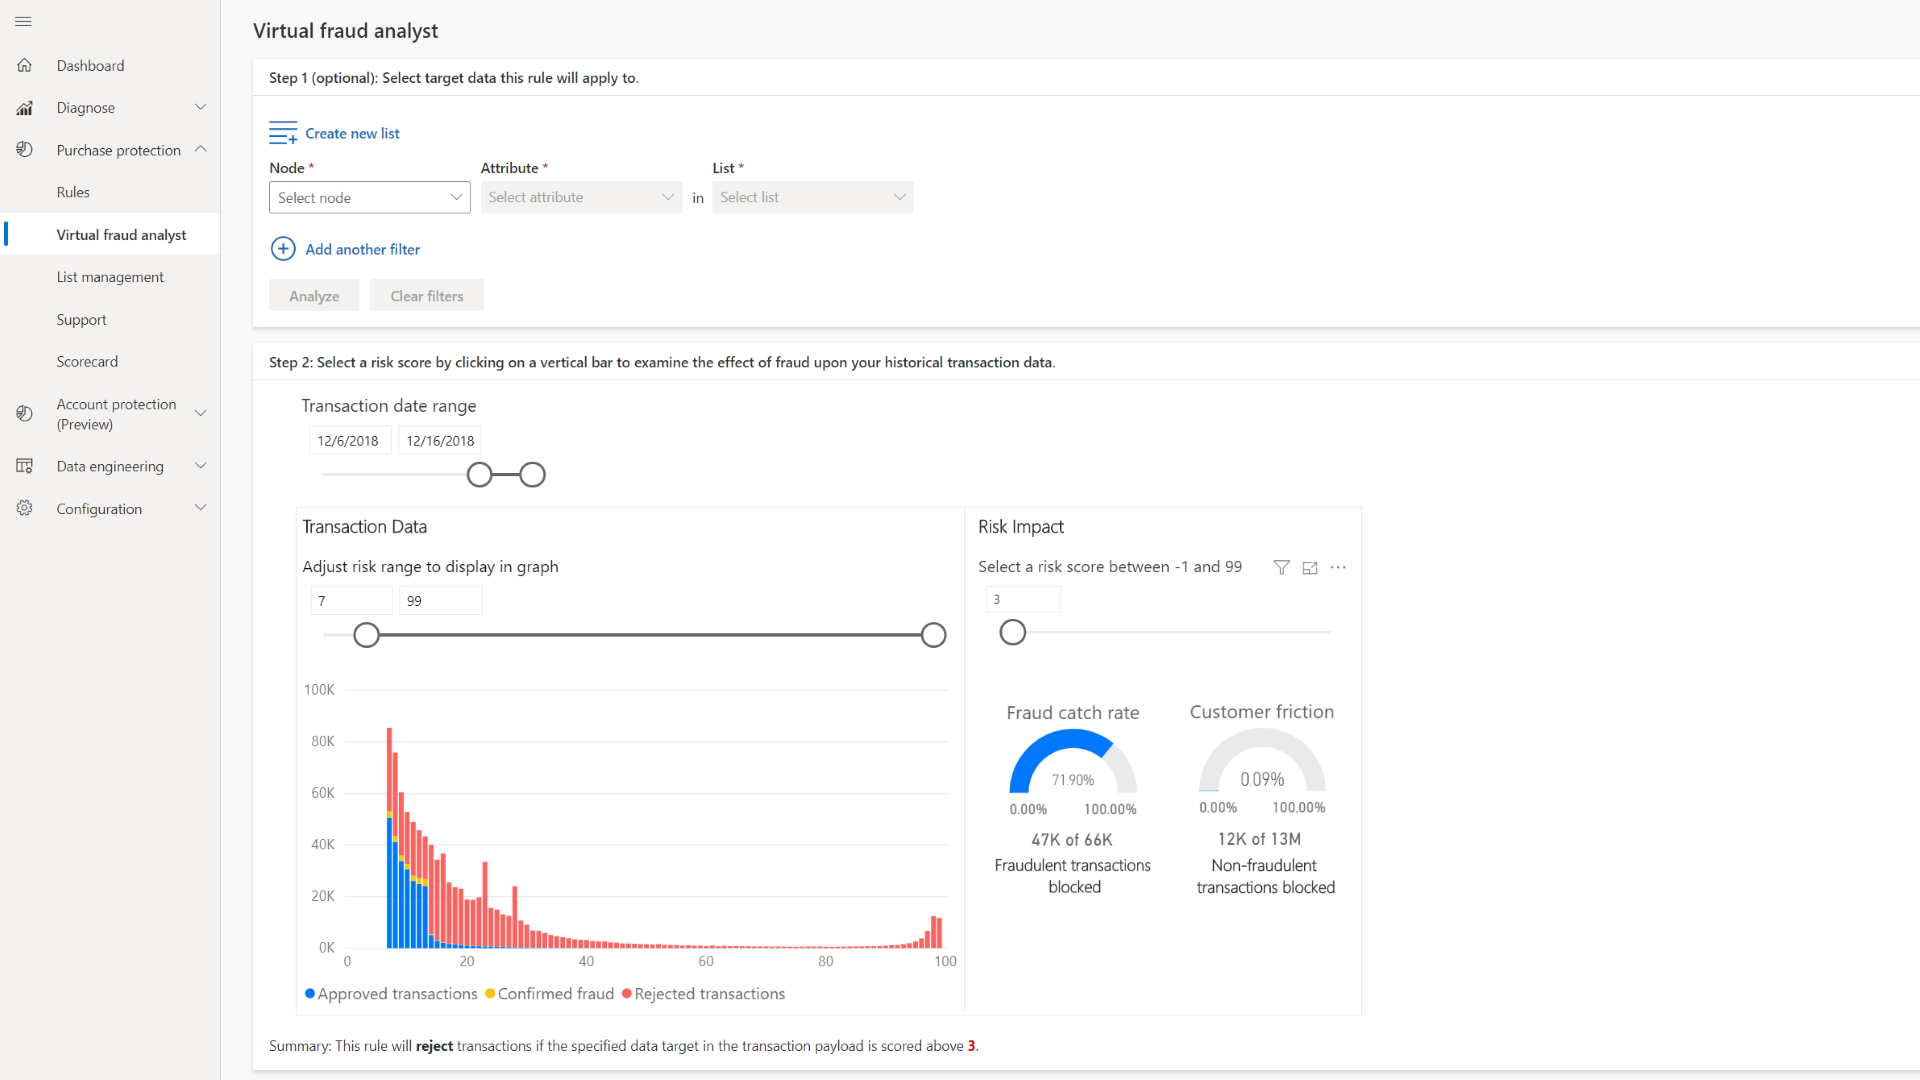 Dashboard
Diagnose
Purchase protection
Rules
Virtual fraud analyst
List management
Support
Scorecard
Account protection
(Preview)
Data engineering
Configuration
Virtual fraud analyst
Step 1 (optional): Select target data this rule will apply to.
Create new list
Node * Attribute * List *
Select node Select attribute in Select list
Add another filter
Analyze Clear filters
Step 2: Select a risk score by clicking on a vertical bar to examine the effect of fraud upon your historical transaction data.
Transaction date range
12/6/2018 12/16/2018
Transaction Data
Adjust risk range to display in graph
7 99
100K
80K
60K
40K
20K
0K
0 20 40 60 80 100
Approved transactions Confirmed fraud Rejected transactions
Risk Impact
Select a risk score between -1 and 99
3
Fraud catch rate
71.90%
0.00% 100.00%
47K of 66K
Fraudulent transactions
blocked
Customer friction
0.09%
0.00% 100.00%
12K of 13M
Non-fraudulent
transactions blocked
Summary: This rule will reject transactions if the specified data target in the transaction payload is scored above 3.